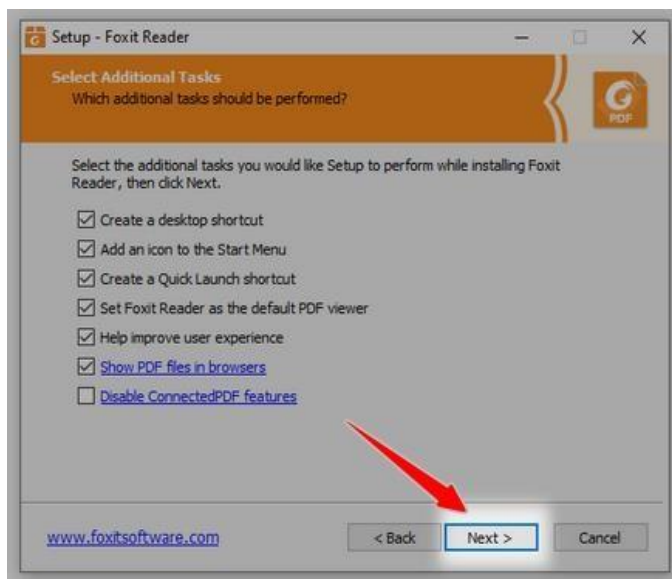 Setup - Foxit Reader
Select Additional Tasks
Which additional tasks should be performed?
PDF
Select the additional tasks you would like Setup to perform while installing Foxit
Reader, then click Next.
Create a desktop shortcut
Add an icon to the Start Menu
Create a Quick Launch shortcut
Set Foxit Reader as the default PDF viewer
Help improve user experience
Show PDF files in browsers
Disable ConnectedPDF features
www.foxitsoftware.com
< Back
Next >
Cancel